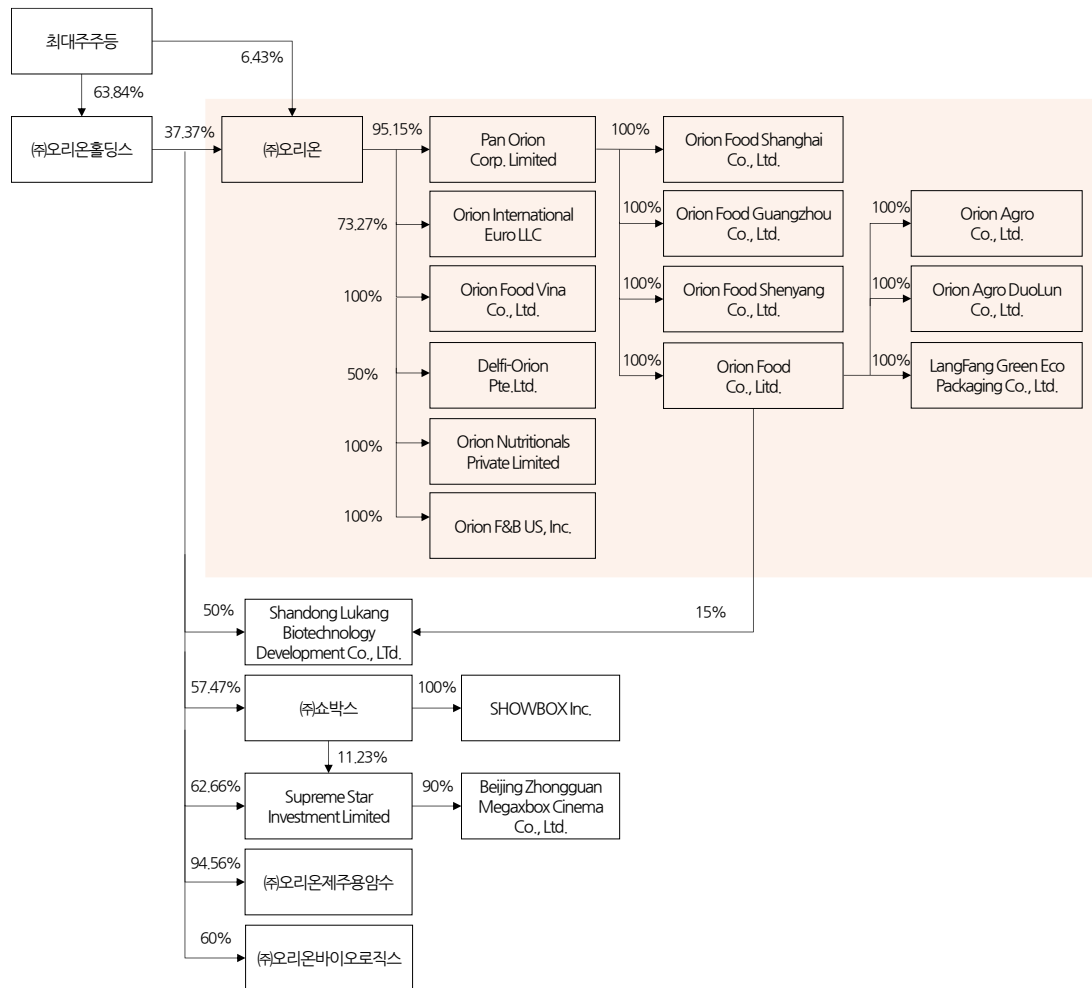 최대주주등
6.43%
63.84%
㈜오리온홀딩스
37.37%
㈜오리온
95.15%
Pan Orion
Corp. Limited
100%
Orion Food Shanghai
Co., Ltd.
73.27%
Orion International
Euro LLC
100%
Orion Food Guangzhou
Co., Ltd.
100%
Orion Agro
Co., Ltd.
100%
Orion Food Vina
Co., Ltd.
100%
Orion Food Shenyang
Co., Ltd.
100%
Orion Agro DuoLun
Co., Ltd.
50%
Delfi-Orion
Pte.Ltd.
100%
Orion Food
Co., Litd.
100%
LangFang Green Eco
Packaging Co., Ltd.
100%
Orion Nutritionals
Private Limited
100%
Orion F&B US, Inc.
50%
Shandong Lukang
Biotechnology
Development Co., LTd.
15%
57.47%
㈜쇼박스
100%
SHOWBOX Inc.
11.23%
62.66%
Supreme Star
Investment Limited
90%
Beijing Zhongguan
Megaxbox Cinema
Co., Ltd.
94.56%
㈜오리온제주용암수
60%
㈜오리온바이오로직스